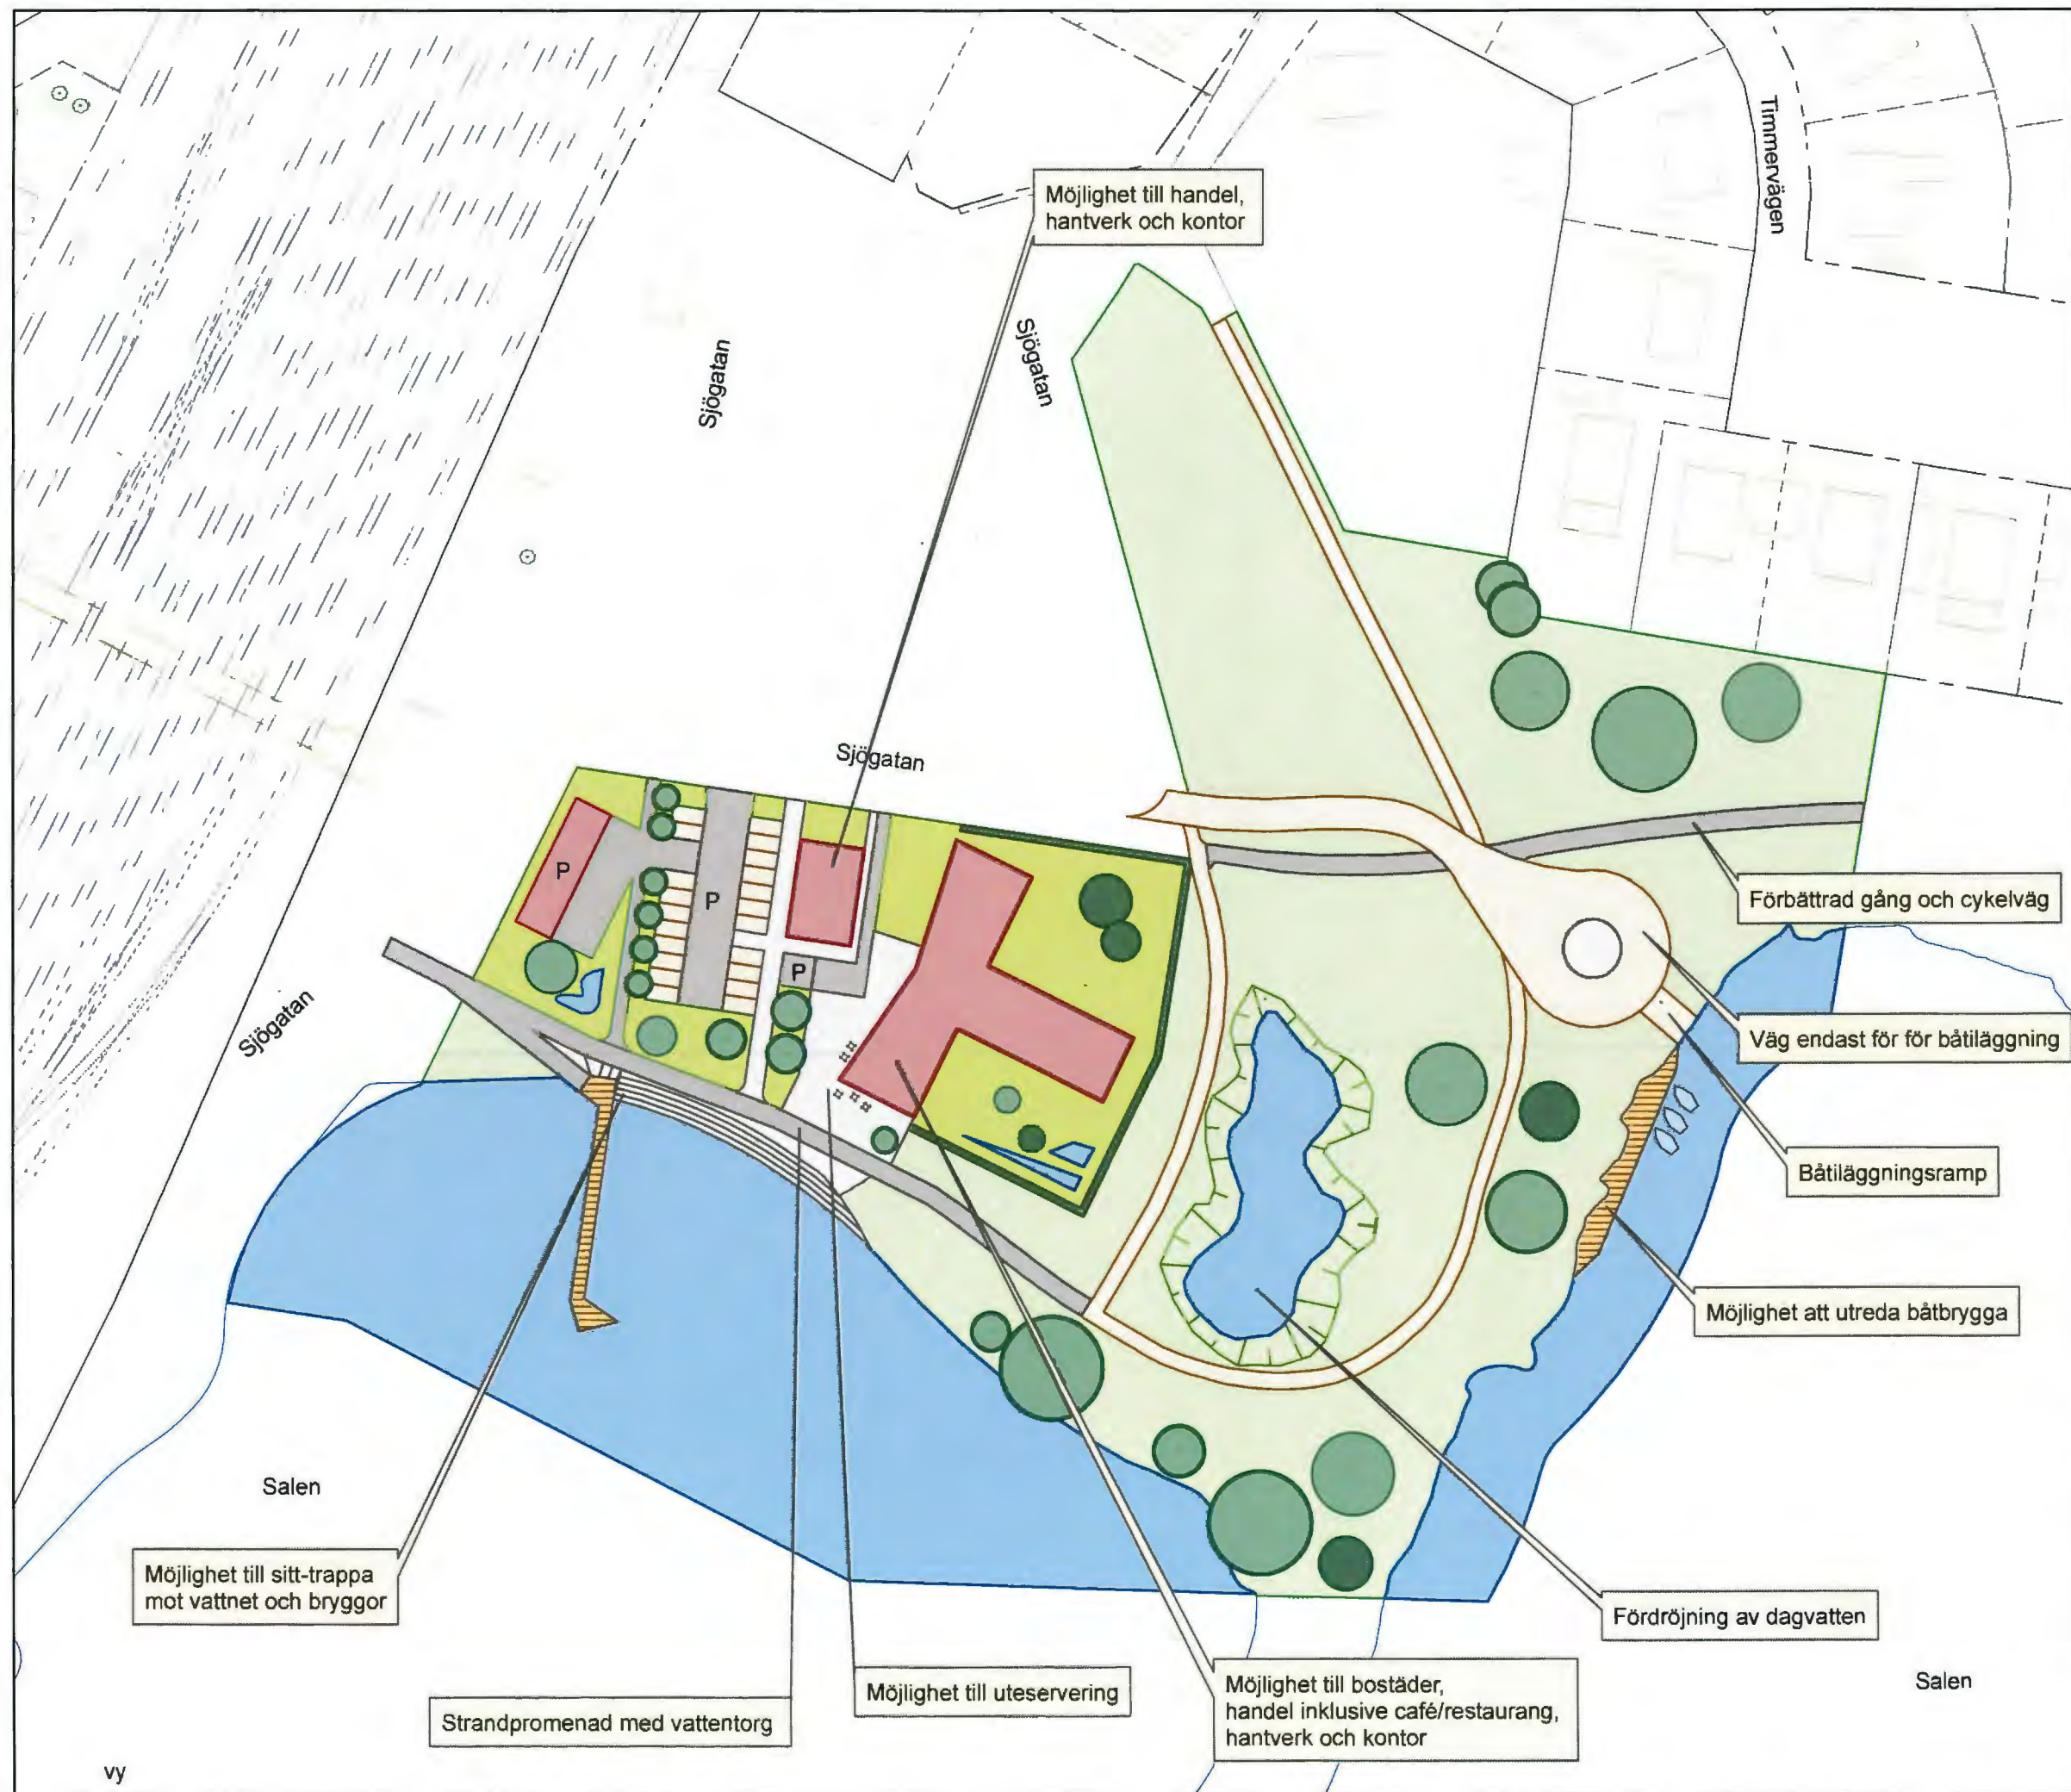 Timmervägen
Möjlighet till handel,
hantverk och kontor
Sjögatan
Sjögatan
Sjögatan
P
P
P
Förbättrad gång och cykelväg
Sjögatan
Väg endast för för båtiläggning
Båtiläggningsramp
Möjlighet att utreda båtbrygga
Salen
Möjlighet till sitt-trappa
mot vattnet och bryggor
Fördröjning av dagvatten
Möjlighet till uteservering
Strandpromenad med vattentorg
Möjlighet till bostäder,
handel inklusive café/restaurang,
hantverk och kontor
Salen
vy